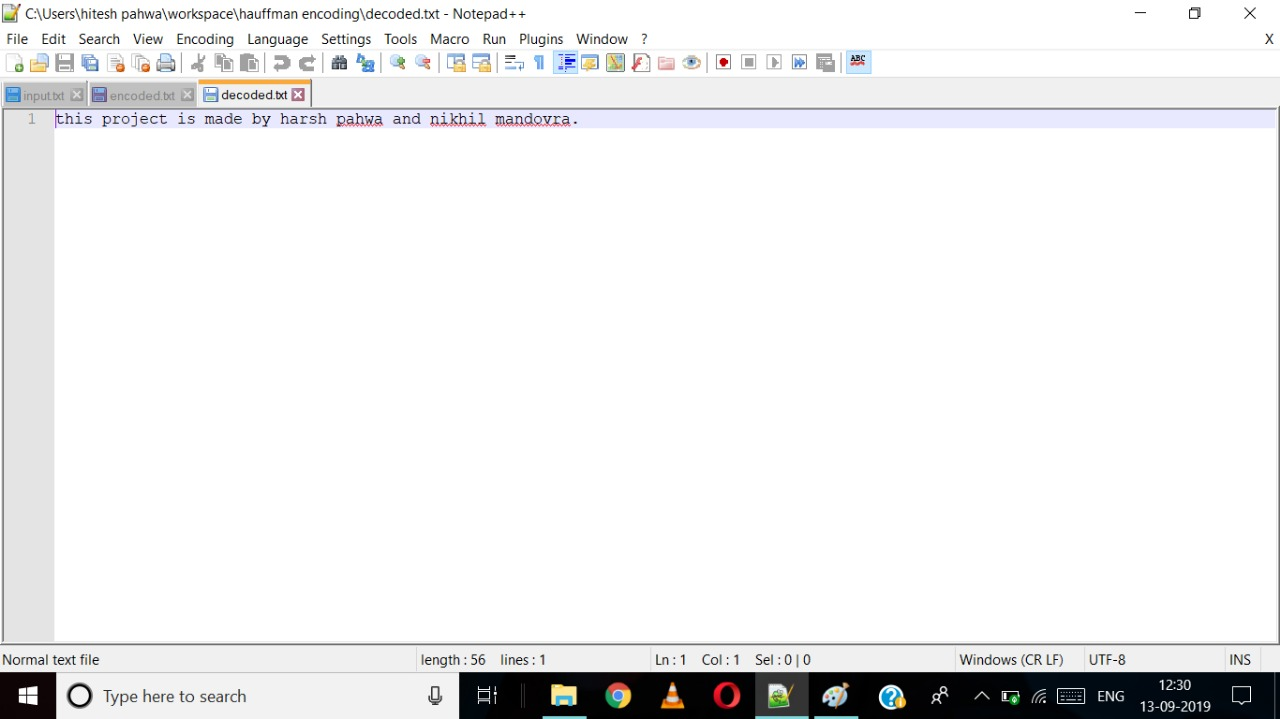 C:\Users\hitesh pahwa\workspace\hauffman encoding\decoded.txt - Notepad++
File Edit Search View Encoding Language Settings Tools Macro Run Plugins Window ? X
ABC
input.txt encoded.txt decoded.txt
1 this project is made by harsh pahwa and nikhil mandovra.
Normal text file length : 56 lines : 1 Ln : 1 Col : 1 Sel : 0 | 0 Windows (CR LF) UTF-8 INS
Type here to search ENG 12:30
13-09-2019